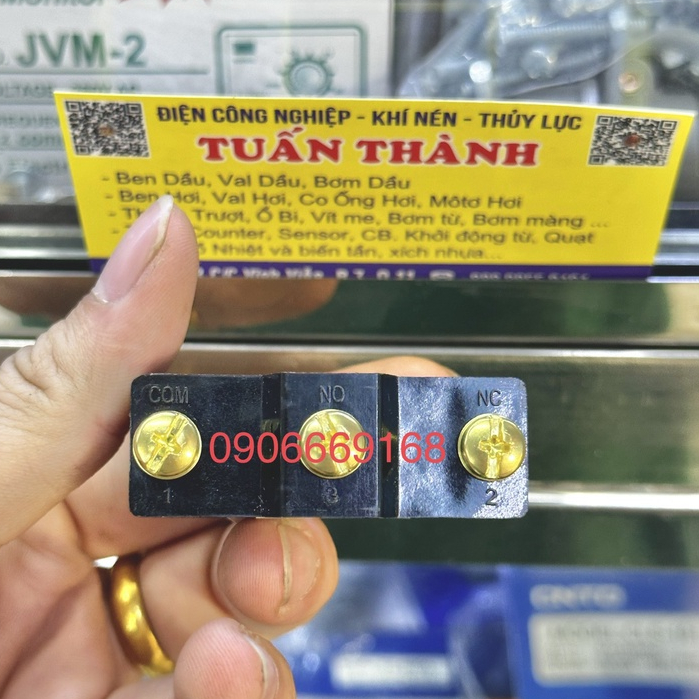 JVM-2
ĐIỆN CÔNG NGHIỆP - KHÍ NÉN - THỦY LỰC
TUẤN THÀNH
- Ben Dầu, Val Dầu, Bơm Dầu
- Ben Hơi, Val Hơi, Co Ống Hơi, Môtơ Hơi
Trượt, Ổ Bi, Vít me, Bơm từ, Bơm màng ...
Counter, Sensor, CB. Khởi động từ, Quạt
Nhiệt và biến tần, xích nhựa...
C/C Vĩnh Viễn
COM NO NC
0906669168
1 3 2